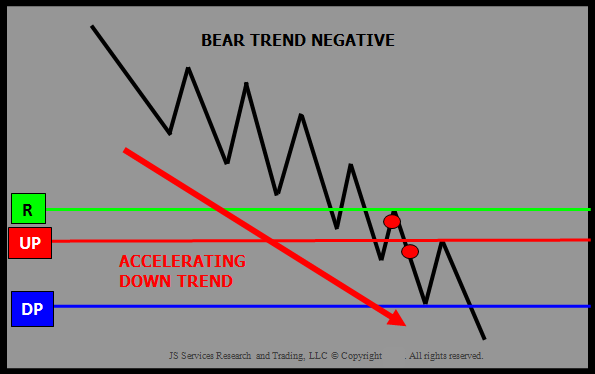 BEAR TREND NEGATIVE
R
UP
ACCELERATING
DOWN TREND
DP
JS Services Research and Trading, LLC © Copyright . All rights reserved.